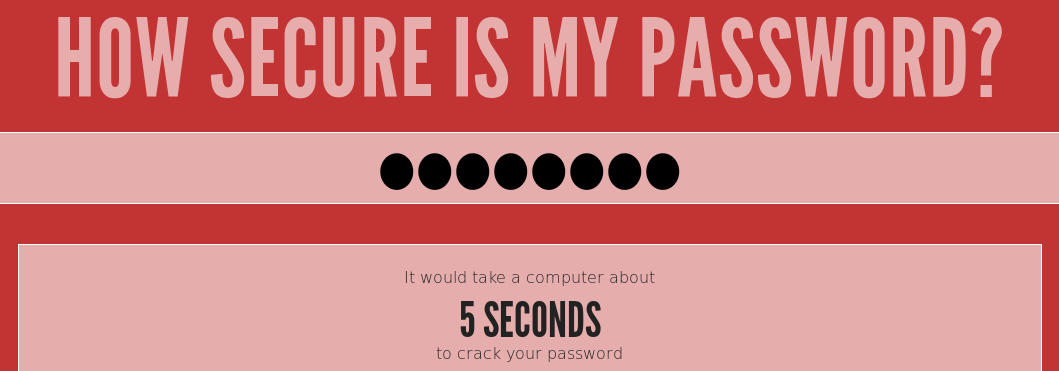 HOW SECURE IS MY PASSWORD?
It would take a computer about
5 SECONDS
to crack your password